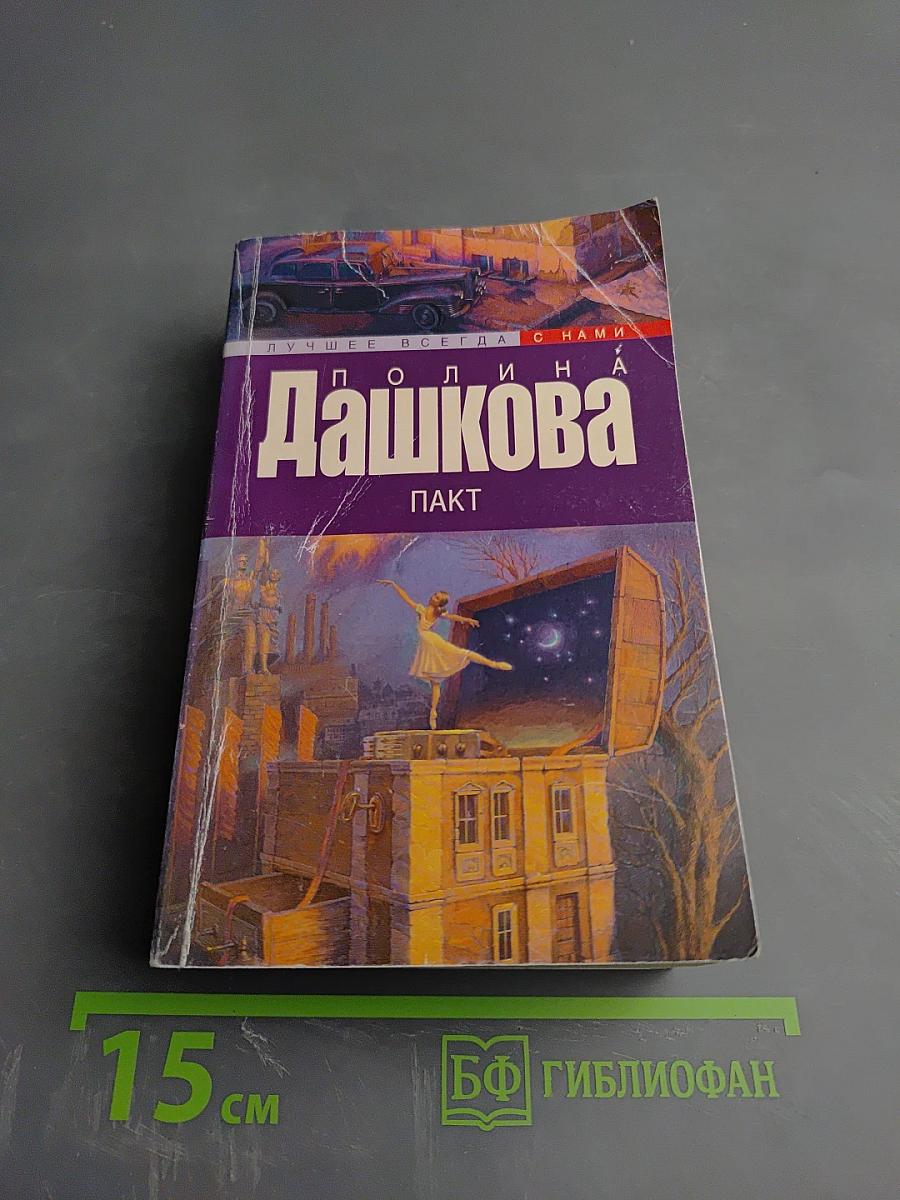 ЛУЧШЕЕ ВСЕГДА С НАМИ
ПОЛИНА
Дашкова
ПАКТ
15 см
БФ ГИБЛИОФАН